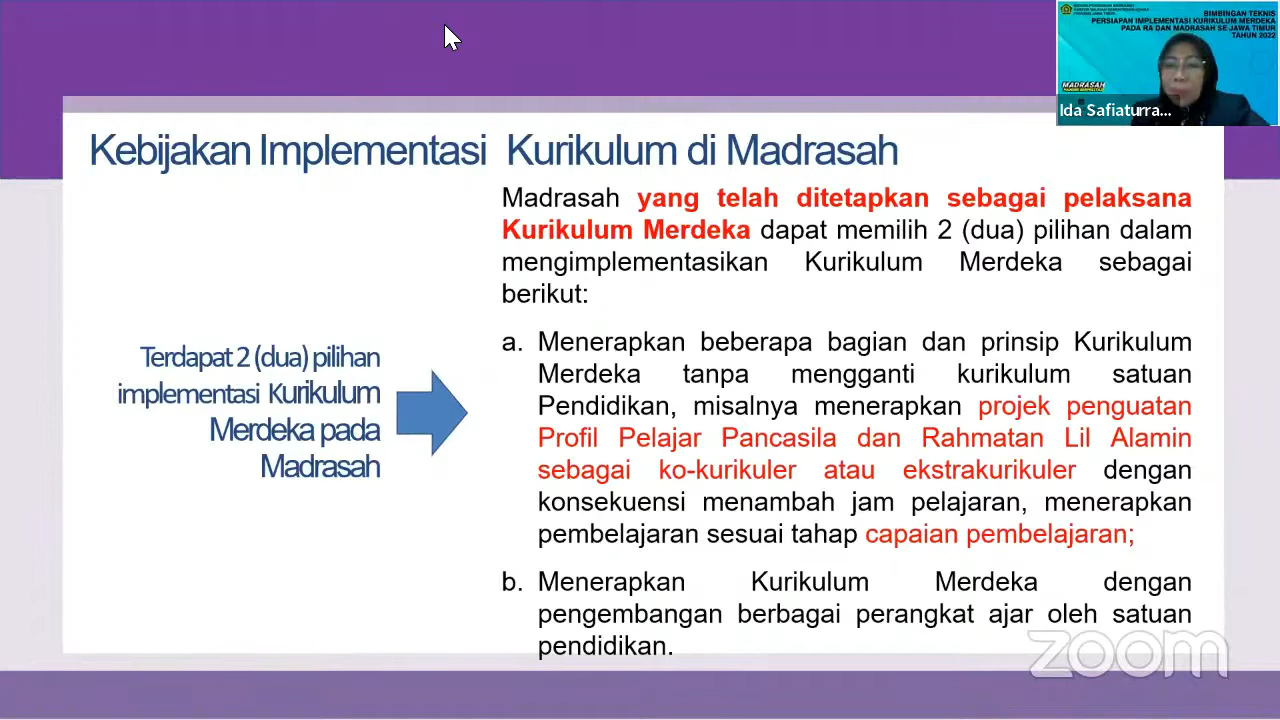 BIMBINGAN TEKNIS
PERSIAPAN IMPLEMENTASI KURIKULUM MERDEKA
PADA RA DAN MADRASAH SE JAWA TIMUR
TAHUN 2022
MADRASAH
Ida Safiaturra...
Kebijakan Implementasi Kurikulum di Madrasah
Terdapat 2 (dua) pilihan
implementasi Kurikulum
Merdeka pada
Madrasah
Madrasah yang telah ditetapkan sebagai pelaksana
Kurikulum Merdeka dapat memilih 2 (dua) pilihan dalam
mengimplementasikan Kurikulum Merdeka sebagai
berikut:
a. Menerapkan beberapa bagian dan prinsip Kurikulum
Merdeka tanpa mengganti kurikulum satuan
Pendidikan, misalnya menerapkan projek penguatan
Profil Pelajar Pancasila dan Rahmatan Lil Alamin
sebagai ko-kurikuler atau ekstrakurikuler dengan
konsekuensi menambah jam pelajaran, menerapkan
pembelajaran sesuai tahap capaian pembelajaran;
b. Menerapkan Kurikulum Merdeka dengan
pengembangan berbagai perangkat ajar oleh satuan
pendidikan.
zoom